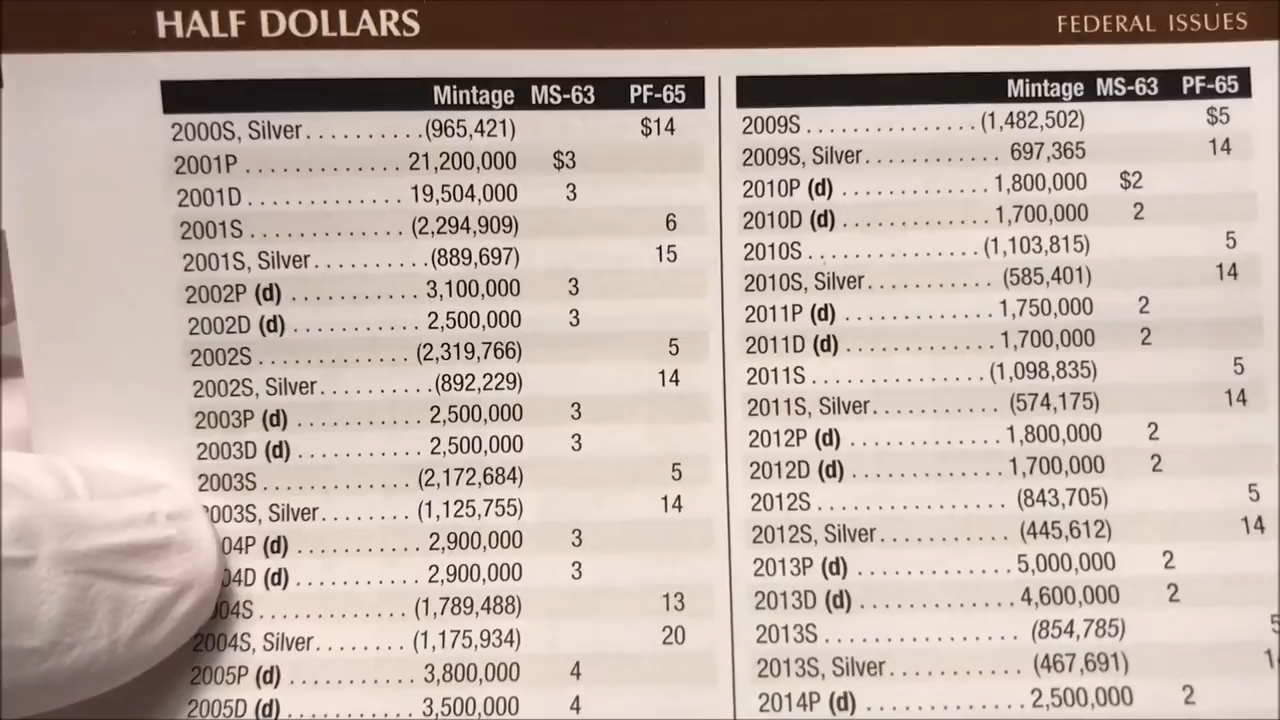 HALF DOLLARS
FEDERAL ISSUES
Mintage MS-63 PF-65
2000S, Silver . . . . . . . . . . (965,421) $14
2001P . . . . . . . . . . . . . . 21,200,000 $3
2001D . . . . . . . . . . . . . . 19,504,000 3
2001S . . . . . . . . . . . . . (2,294,909) 6
2001S, Silver . . . . . . . . . . (889,697) 15
2002P (d) . . . . . . . . . . . 3,100,000 3
2002D (d) . . . . . . . . . . . 2,500,000 3
2002S . . . . . . . . . . . . . (2,319,766) 5
2002S, Silver . . . . . . . . . . (892,229) 14
2003P (d) . . . . . . . . . . . 2,500,000 3
2003D (d) . . . . . . . . . . . 2,500,000 3
2003S . . . . . . . . . . . . . (2,172,684) 5
003S, Silver . . . . . . . . (1,125,755) 14
04P (d) . . . . . . . . . . . 2,900,000 3
04D (d) . . . . . . . . . . . 2,900,000 3
04S . . . . . . . . . . . . . (1,789,488) 13
2004S, Silver . . . . . . . . (1,175,934) 20
2005P (d) . . . . . . . . . . . 3,800,000 4
2005D (d) . . . . . . . . . . . 3,500,000 4
Mintage MS-63 PF-65
2009S . . . . . . . . . . . . . . (1,482,502) $5
2009S, Silver . . . . . . . . . . . 697,365 14
2010P (d) . . . . . . . . . . . . 1,800,000 $2
2010D (d) . . . . . . . . . . . . 1,700,000 2
2010S . . . . . . . . . . . . . . (1,103,815) 5
2010S, Silver . . . . . . . . . . (585,401) 14
2011P (d) . . . . . . . . . . . . 1,750,000 2
2011D (d) . . . . . . . . . . . . 1,700,000 2
2011S . . . . . . . . . . . . . . (1,098,835) 5
2011S, Silver . . . . . . . . . . (574,175) 14
2012P (d) . . . . . . . . . . . . 1,800,000 2
2012D (d) . . . . . . . . . . . . 1,700,000 2
2012S . . . . . . . . . . . . . . (843,705) 5
2012S, Silver . . . . . . . . . . (445,612) 14
2013P (d) . . . . . . . . . . . . 5,000,000 2
2013D (d) . . . . . . . . . . . . 4,600,000 2
2013S . . . . . . . . . . . . . . (854,785) 5
2013S, Silver . . . . . . . . . . (467,691) 1
2014P (d) . . . . . . . . . . . . 2,500,000 2